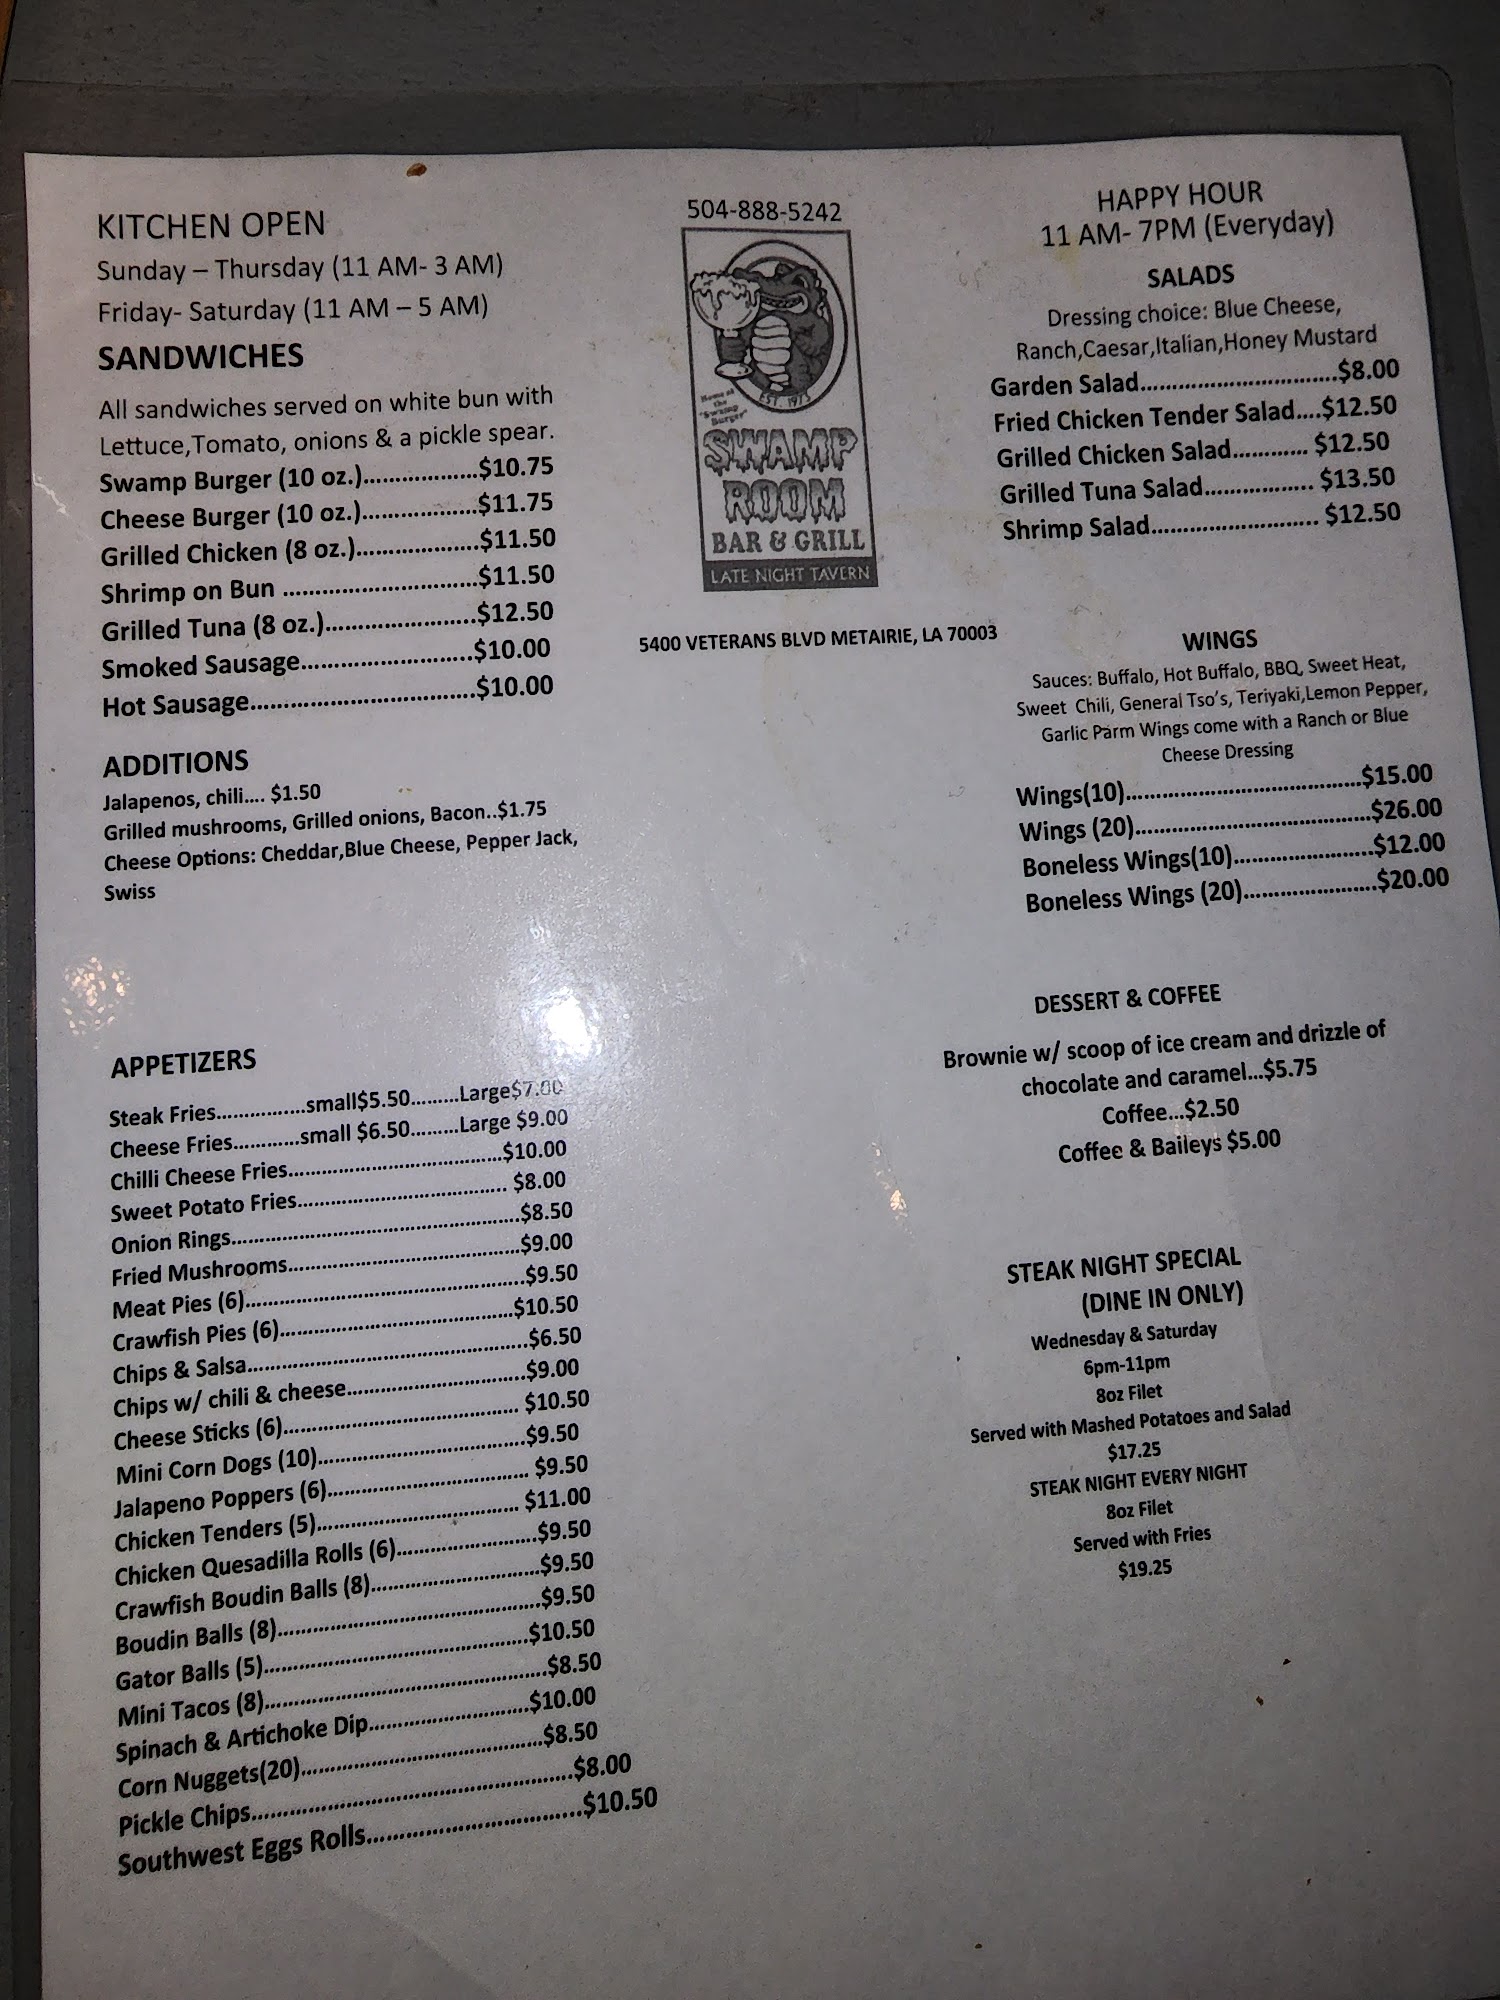 KITCHEN OPEN
Sunday – Thursday (11 AM- 3 AM)
Friday- Saturday (11 AM – 5 AM)
SANDWICHES
All sandwiches served on white bun with
Lettuce,Tomato, onions & a pickle spear.
Swamp Burger (10 oz.)..................$10.75
Cheese Burger (10 oz.)...................$11.75
Grilled Chicken (8 oz.)...................$11.50
Shrimp on Bun ..............................$11.50
Grilled Tuna (8 oz.).......................$12.50
Smoked Sausage..........................$10.00
Hot Sausage..................................$10.00
ADDITIONS
Jalapenos, chili.... $1.50
Grilled mushrooms, Grilled onions, Bacon..$1.75
Cheese Options: Cheddar,Blue Cheese, Pepper Jack,
Swiss
APPETIZERS
Steak Fries................small$5.50.........Large$7.00
Cheese Fries............small $6.50.........Large $9.00
Chilli Cheese Fries.......................................$10.00
Sweet Potato Fries...................................... $8.00
Onion Rings....................................................$8.50
Fried Mushrooms..........................................$9.00
Meat Pies (6)..................................................$9.50
Crawfish Pies (6)..........................................$10.50
Chips & Salsa..................................................$6.50
Chips w/ chili & cheese................................$9.00
Cheese Sticks (6).......................................... $10.50
Mini Corn Dogs (10).....................................$9.50
Jalapeno Poppers (6).................................... $9.50
Chicken Tenders (5).................................... $11.00
Chicken Quesadilla Rolls (6).........................$9.50
Crawfish Boudin Balls (8)..............................$9.50
Boudin Balls (8)...............................................$9.50
Gator Balls (5)...............................................$10.50
Mini Tacos (8)..................................................$8.50
Spinach & Artichoke Dip............................$10.00
Corn Nuggets(20)...........................................$8.50
Pickle Chips.......................................................$8.00
Southwest Eggs Rolls.....................................$10.50
504-888-5242
Home of
the
"Swamp
Burger"
EST. 1973
SWAMP
ROOM
BAR & GRILL
LATE NIGHT TAVERN
5400 VETERANS BLVD METAIRIE, LA 70003
HAPPY HOUR
11 AM- 7PM (Everyday)
SALADS
Dressing choice: Blue Cheese,
Ranch,Caesar,Italian,Honey Mustard
Garden Salad.................................$8.00
Fried Chicken Tender Salad....$12.50
Grilled Chicken Salad............ $12.50
Grilled Tuna Salad................. $13.50
Shrimp Salad.......................... $12.50
WINGS
Sauces: Buffalo, Hot Buffalo, BBQ, Sweet Heat,
Sweet Chili, General Tso's, Teriyaki,Lemon Pepper,
Garlic Parm Wings come with a Ranch or Blue
Cheese Dressing
Wings(10).......................................$15.00
Wings (20).......................................$26.00
Boneless Wings(10).......................$12.00
Boneless Wings (20)......................$20.00
DESSERT & COFFEE
Brownie w/ scoop of ice cream and drizzle of
chocolate and caramel...$5.75
Coffee...$2.50
Coffee & Baileys $5.00
STEAK NIGHT SPECIAL
(DINE IN ONLY)
Wednesday & Saturday
6pm-11pm
8oz Filet
Served with Mashed Potatoes and Salad
$17.25
STEAK NIGHT EVERY NIGHT
8oz Filet
Served with Fries
$19.25